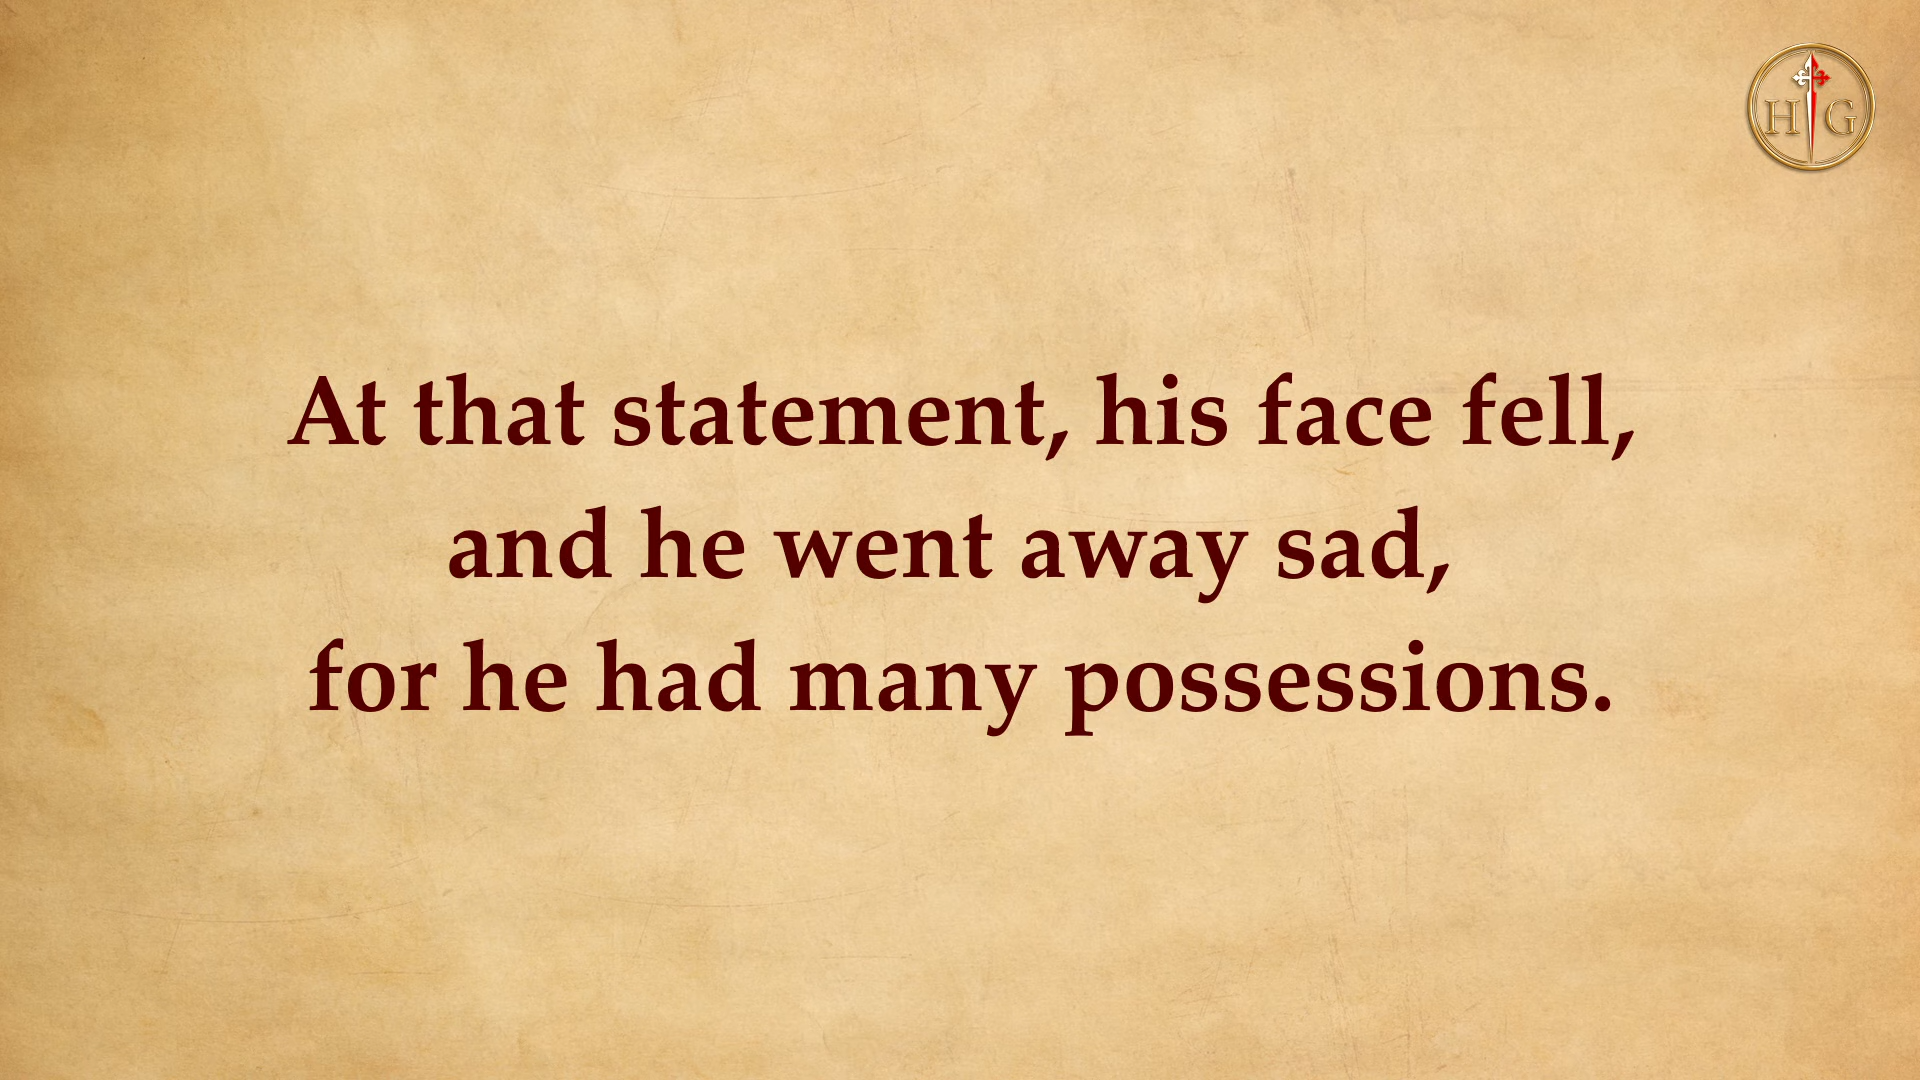 H G
At that statement, his face fell,
and he went away sad,
for he had many possessions.